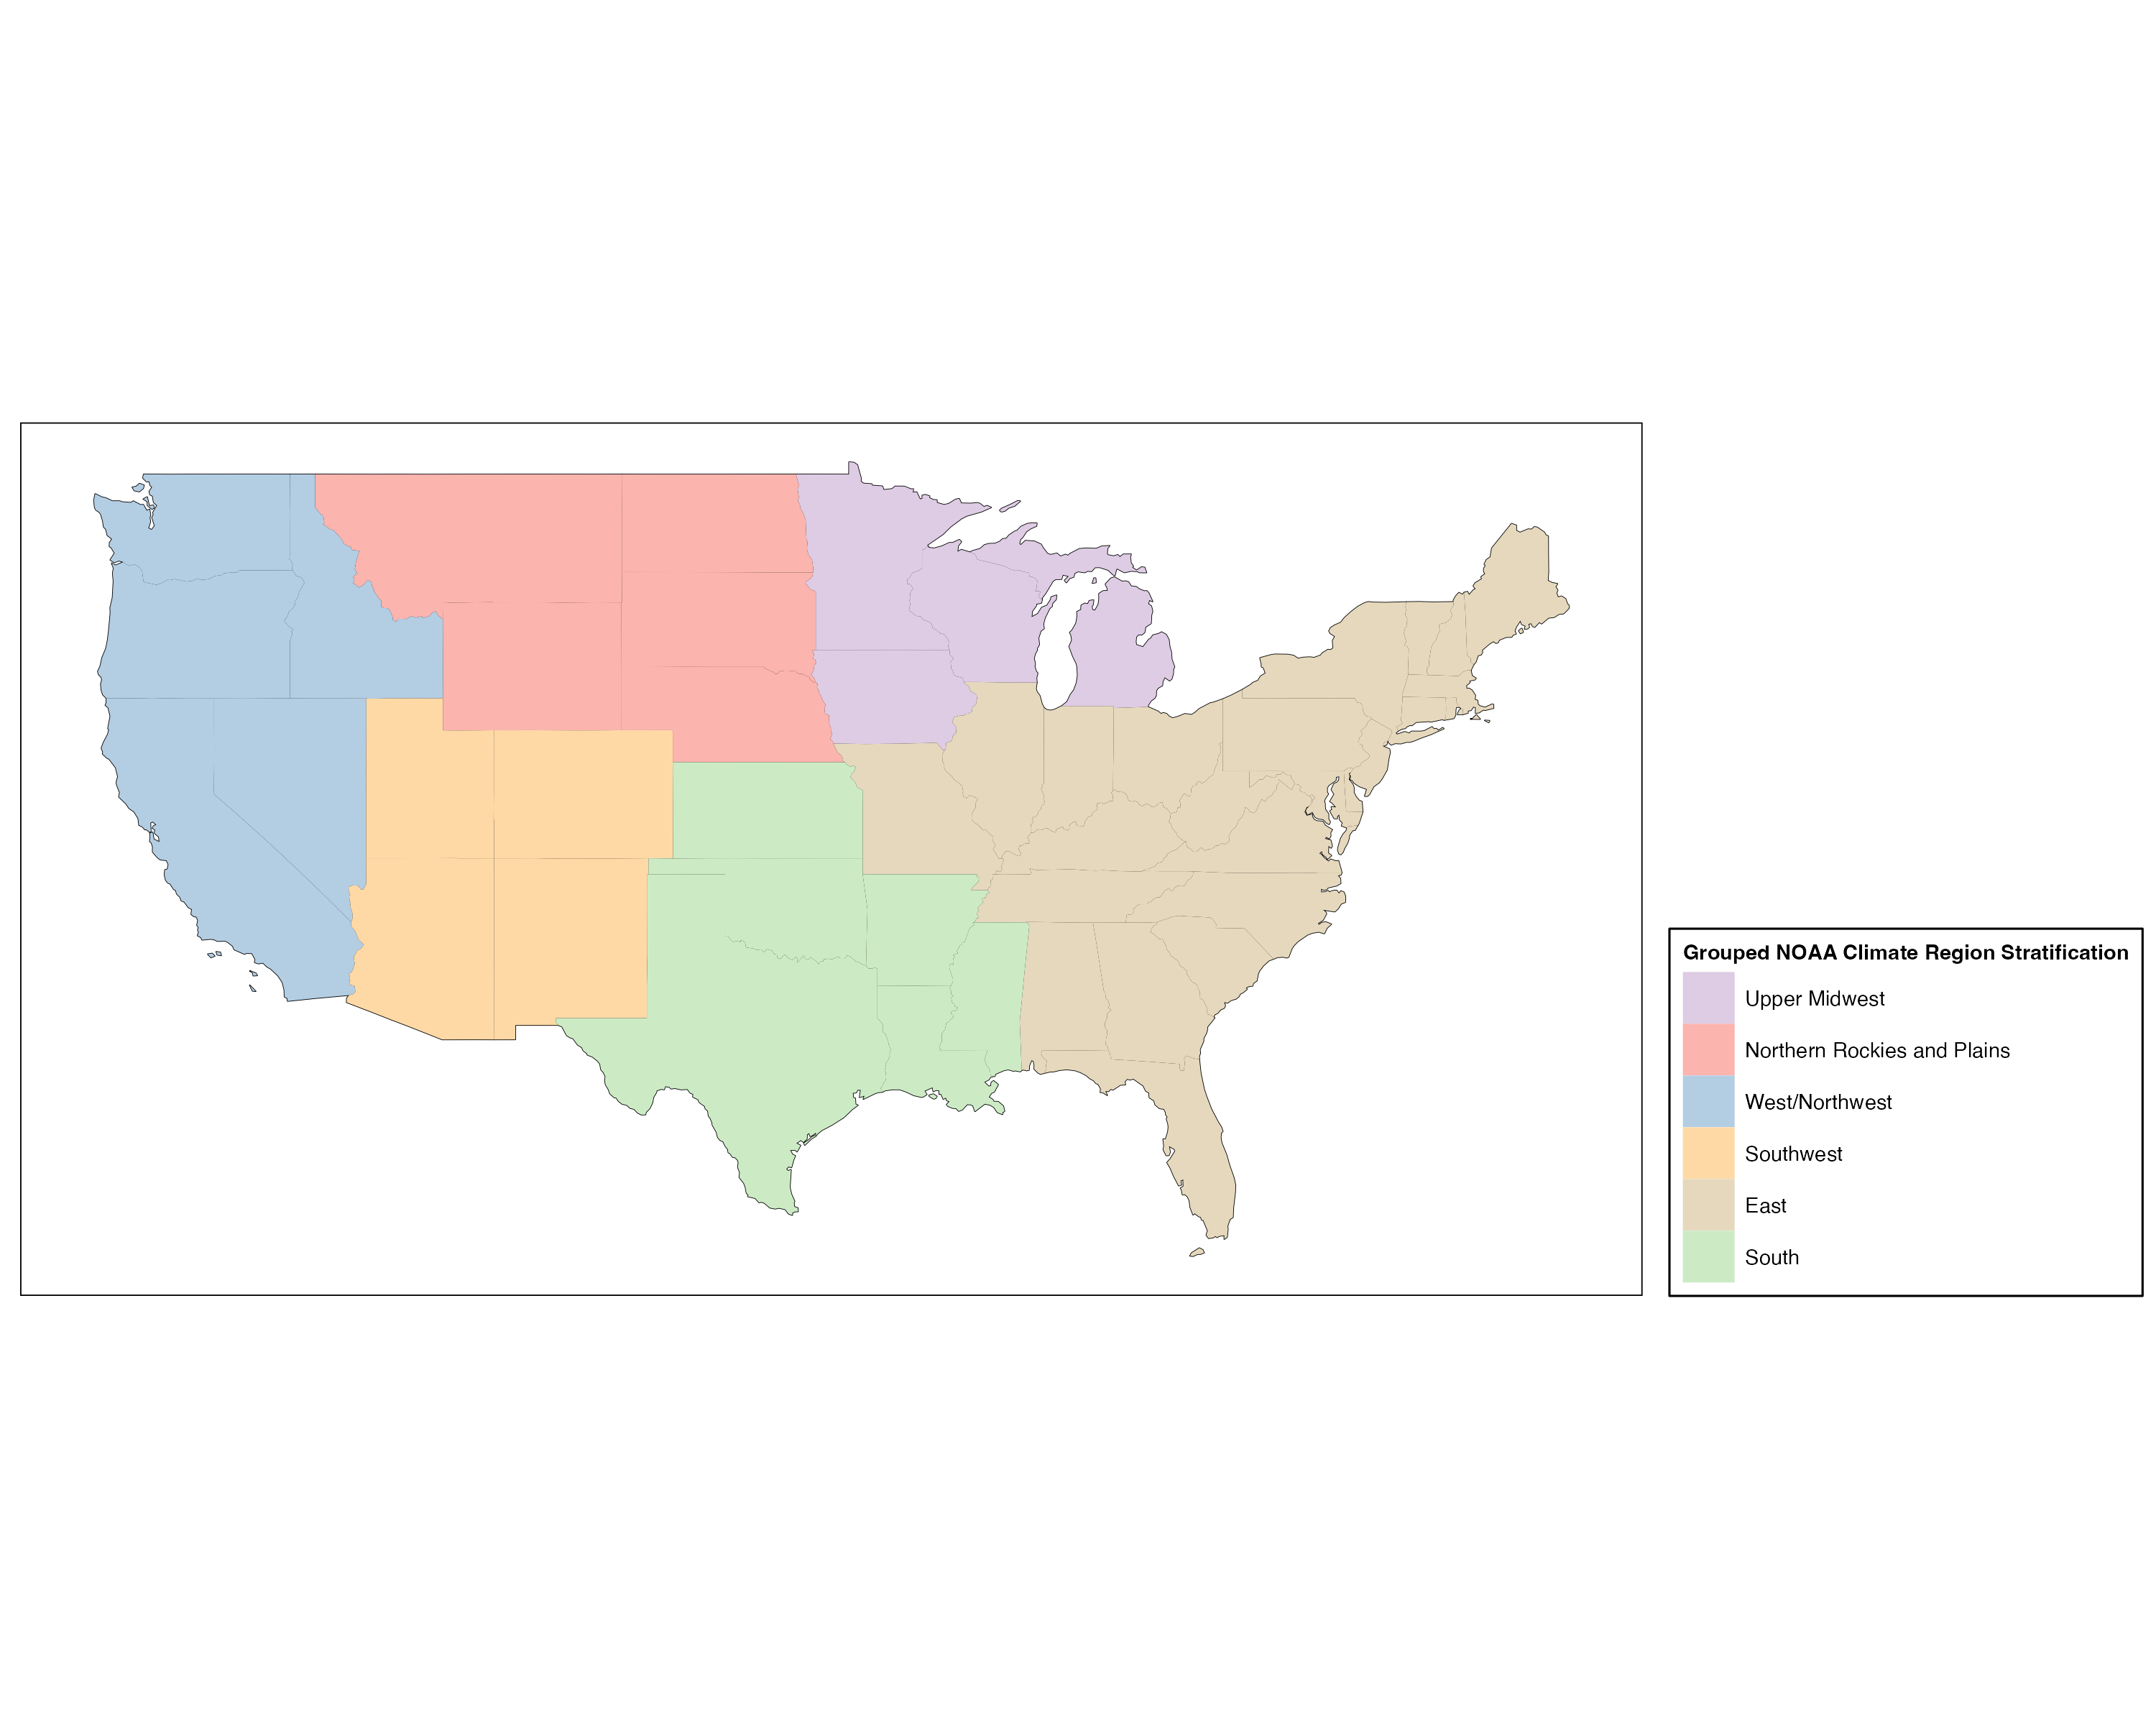 Grouped NOAA Climate Region Stratification
Upper Midwest
Northern Rockies and Plains
West/Northwest
Southwest
East
South